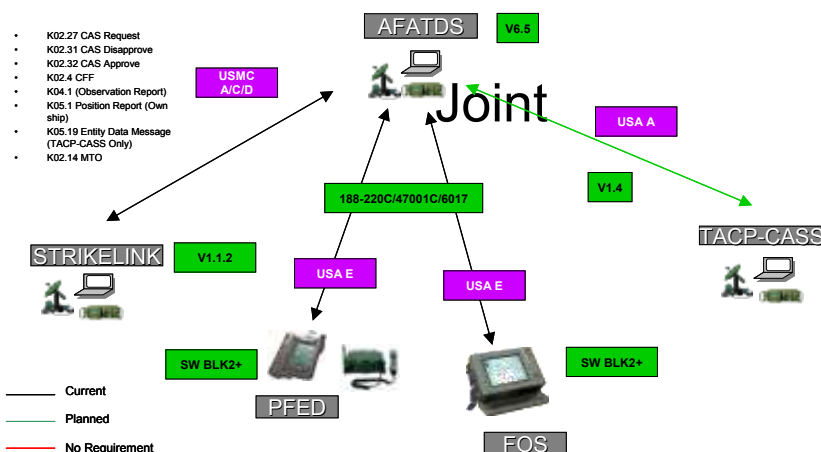 AFATDS
V6.5
• K02.27 CAS Request
• K02.31 CAS Disapprove
• K02.32 CAS Approve
• K02.4 CFF
• K04.1 (Observation Report)
• K05.1 Position Report (Own
ship)
• K05.19 Entity Data Message
(TACP-CASS Only)
• K02.14 MTO
USMC
A/C/D
Joint
USA A
188-220C/47001C/6017
V1.4
STRIKELINK
V1.1.2
TACP-CASS
USA E
USA E
SW BLK2+
SW BLK2+
PFED
FOS
Current
Planned
No Requirement